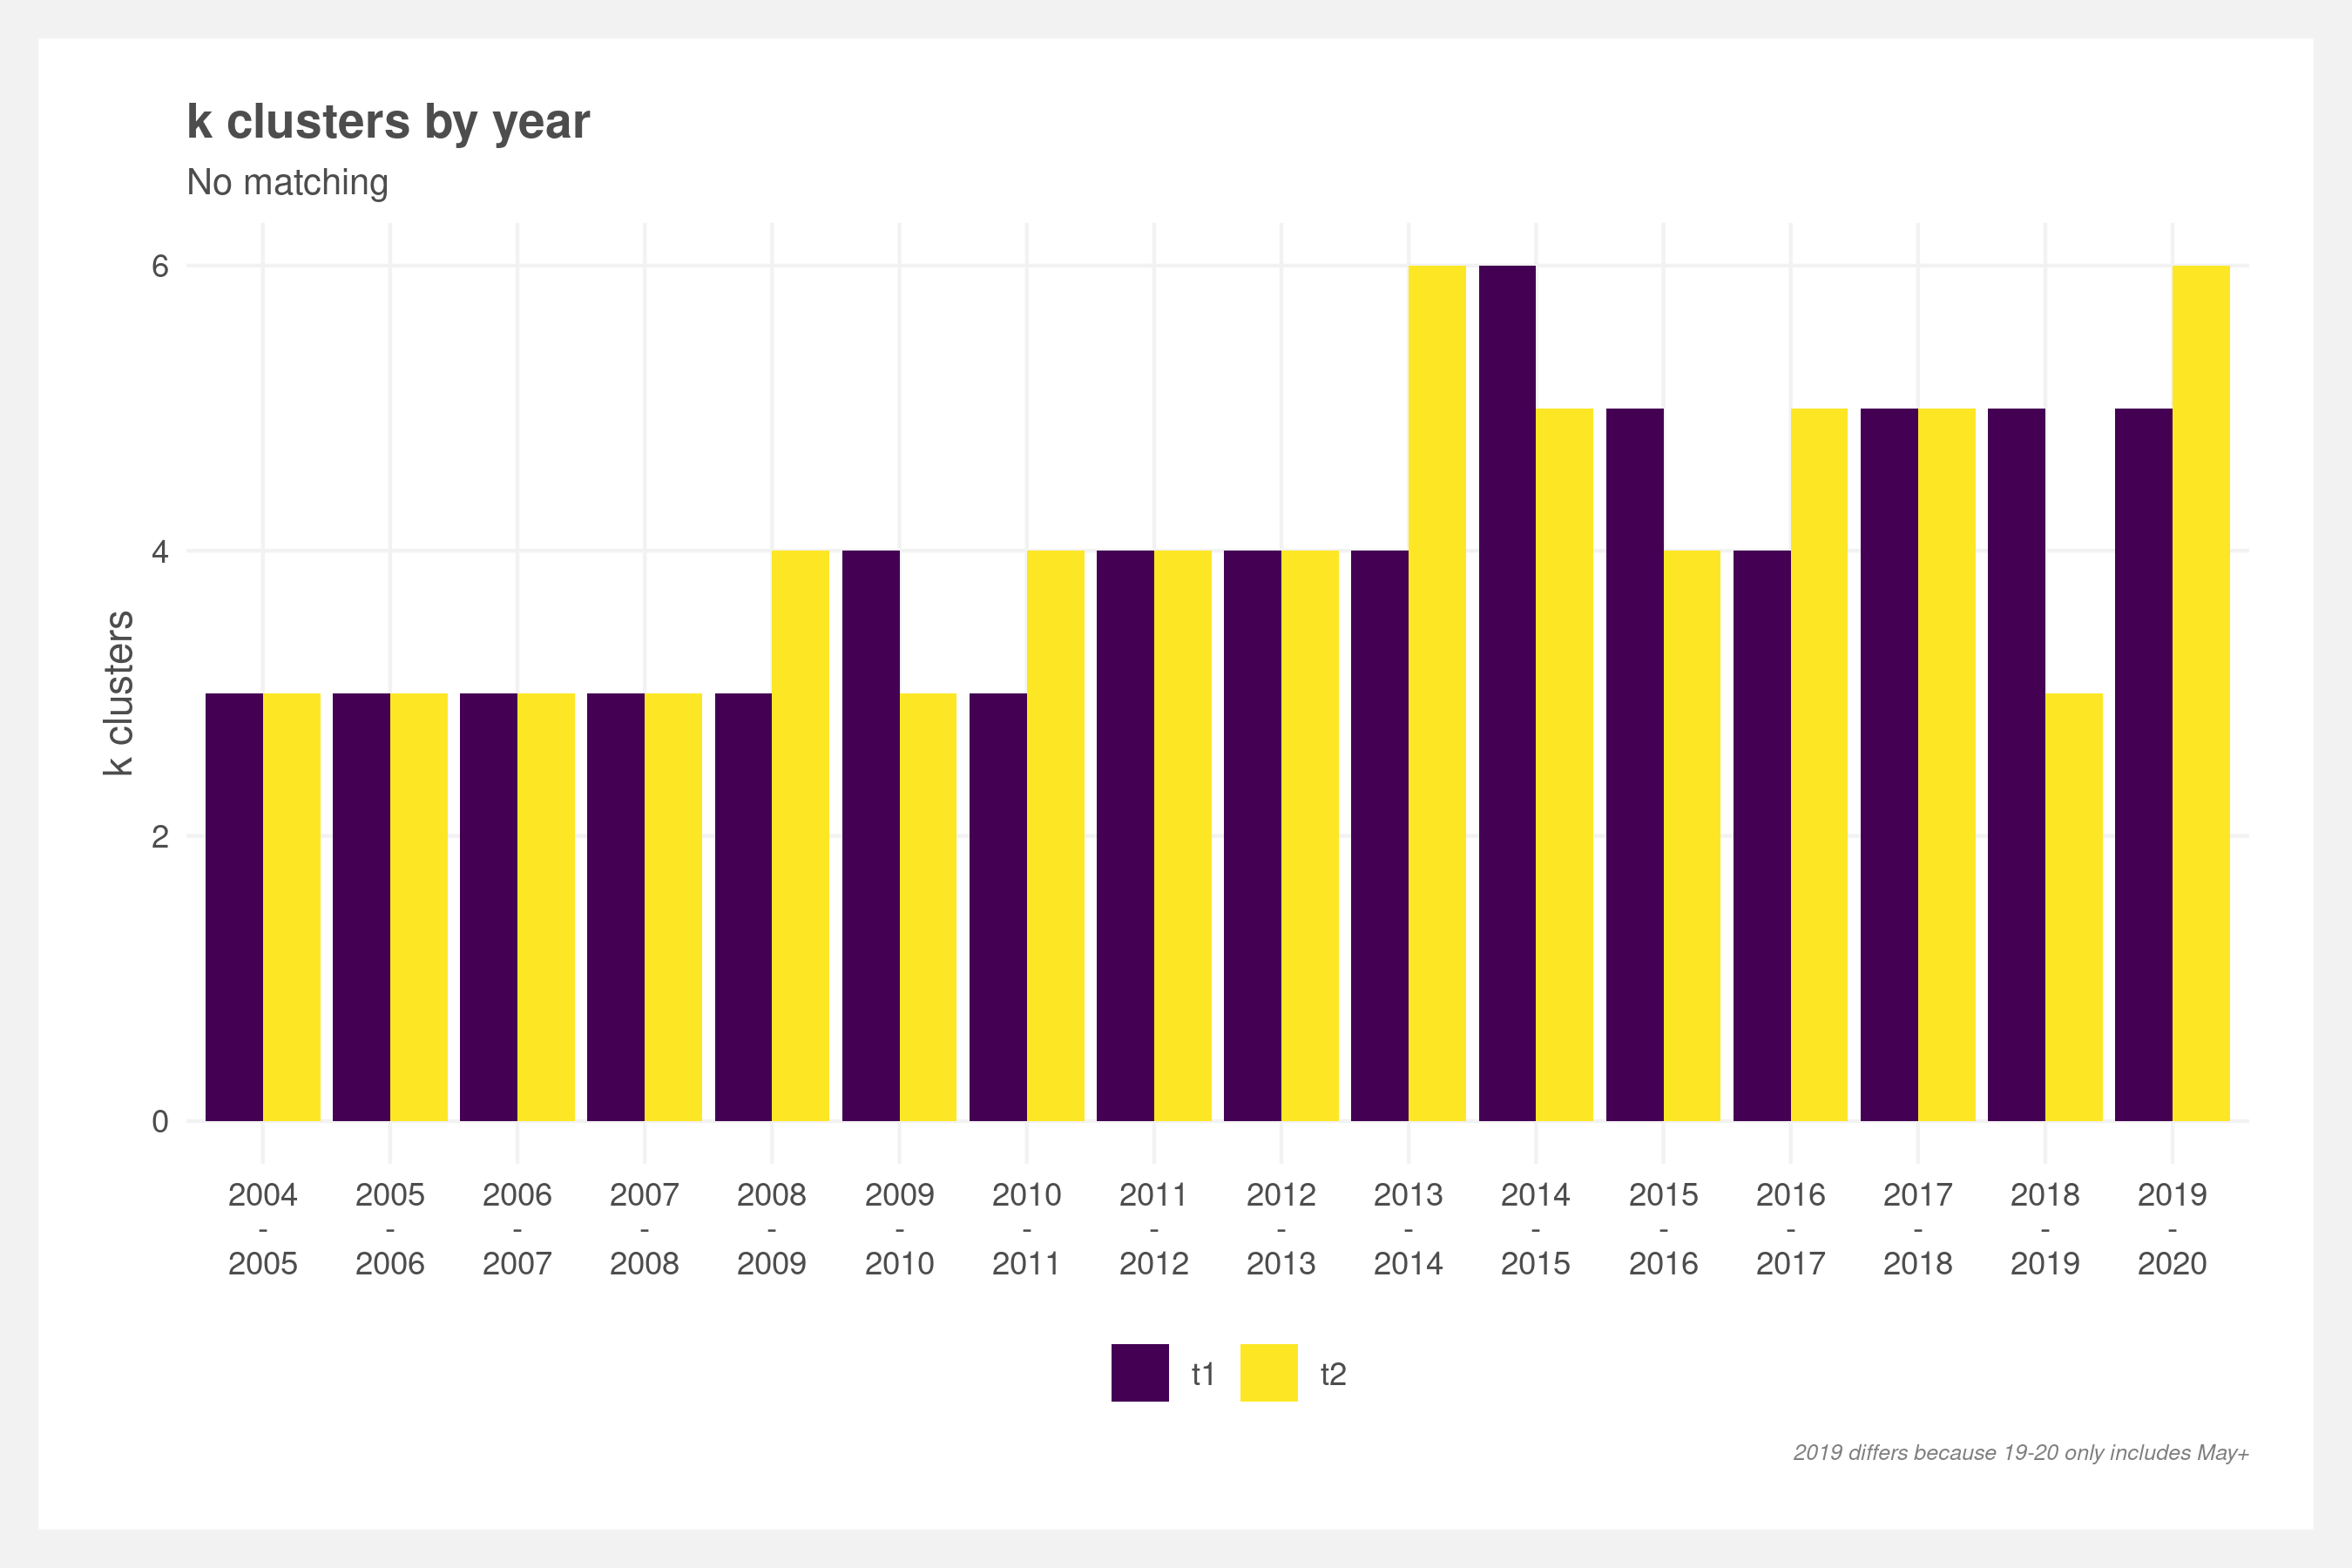 k clusters by year
No matching
k clusters
6
4
2
0
2004 2005 2006 2007 2008 2009 2010 2011 2012 2013 2014 2015 2016 2017 2018 2019
- - - - - - - - - - - - - - - -
2005 2006 2007 2008 2009 2010 2011 2012 2013 2014 2015 2016 2017 2018 2019 2020
t1 t2
2019 differs because 19-20 only includes May+